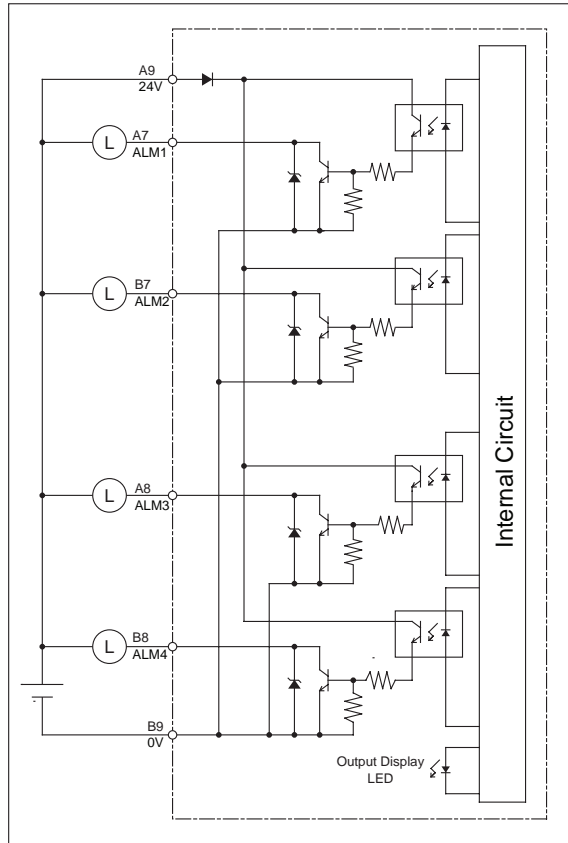 A9
24V
L
A7
ALM1
L
B7
ALM2
L
A8
ALM3
L
B8
ALM4
B9
0V
Internal Circuit
Output Display
LED